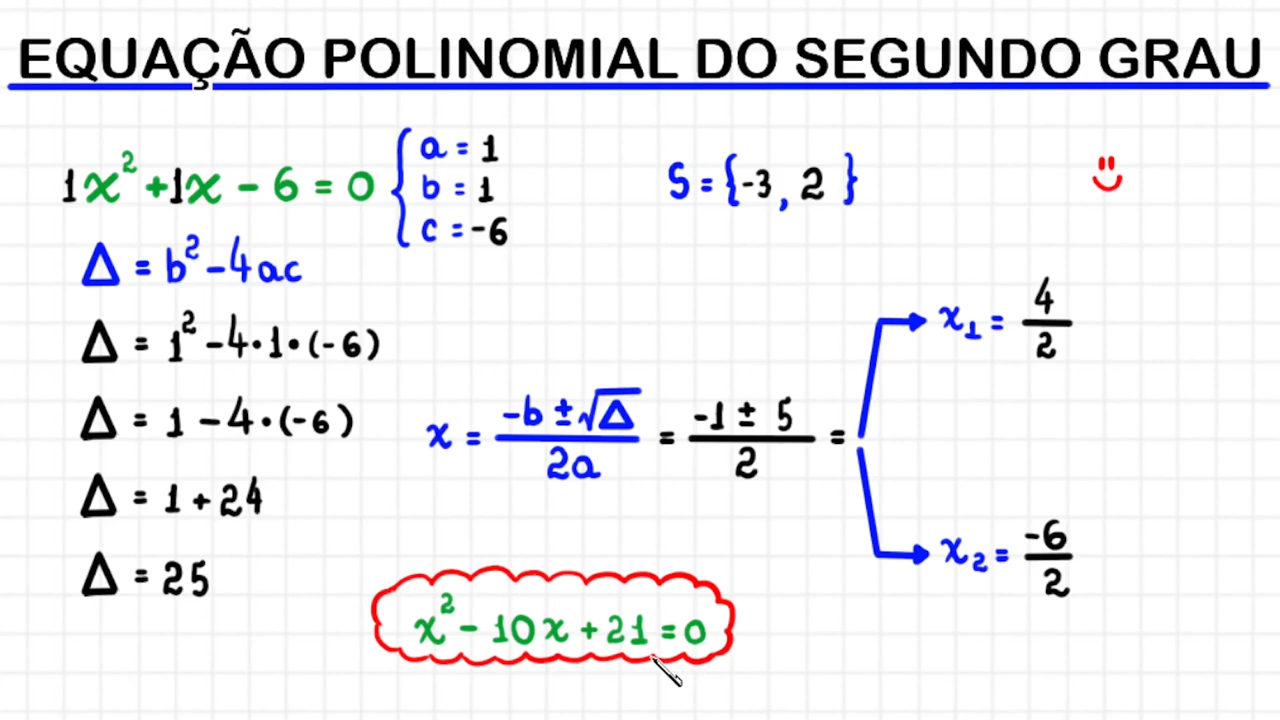 EQUAÇÃO POLINOMIAL DO SEGUNDO GRAU
1x² +1x - 6 = 0 { a = 1
b = 1
c = -6
S = {-3, 2}
Δ = b² - 4ac
Δ = 1² - 4 · 1 · (-6)
Δ = 1 - 4 · (-6)
Δ = 1 + 24
Δ = 25
x = (-b ± √Δ)/2a = (-1 ± 5)/2 =
x₁ = 4/2
x₂ = -6/2
x² - 10x + 21 = 0